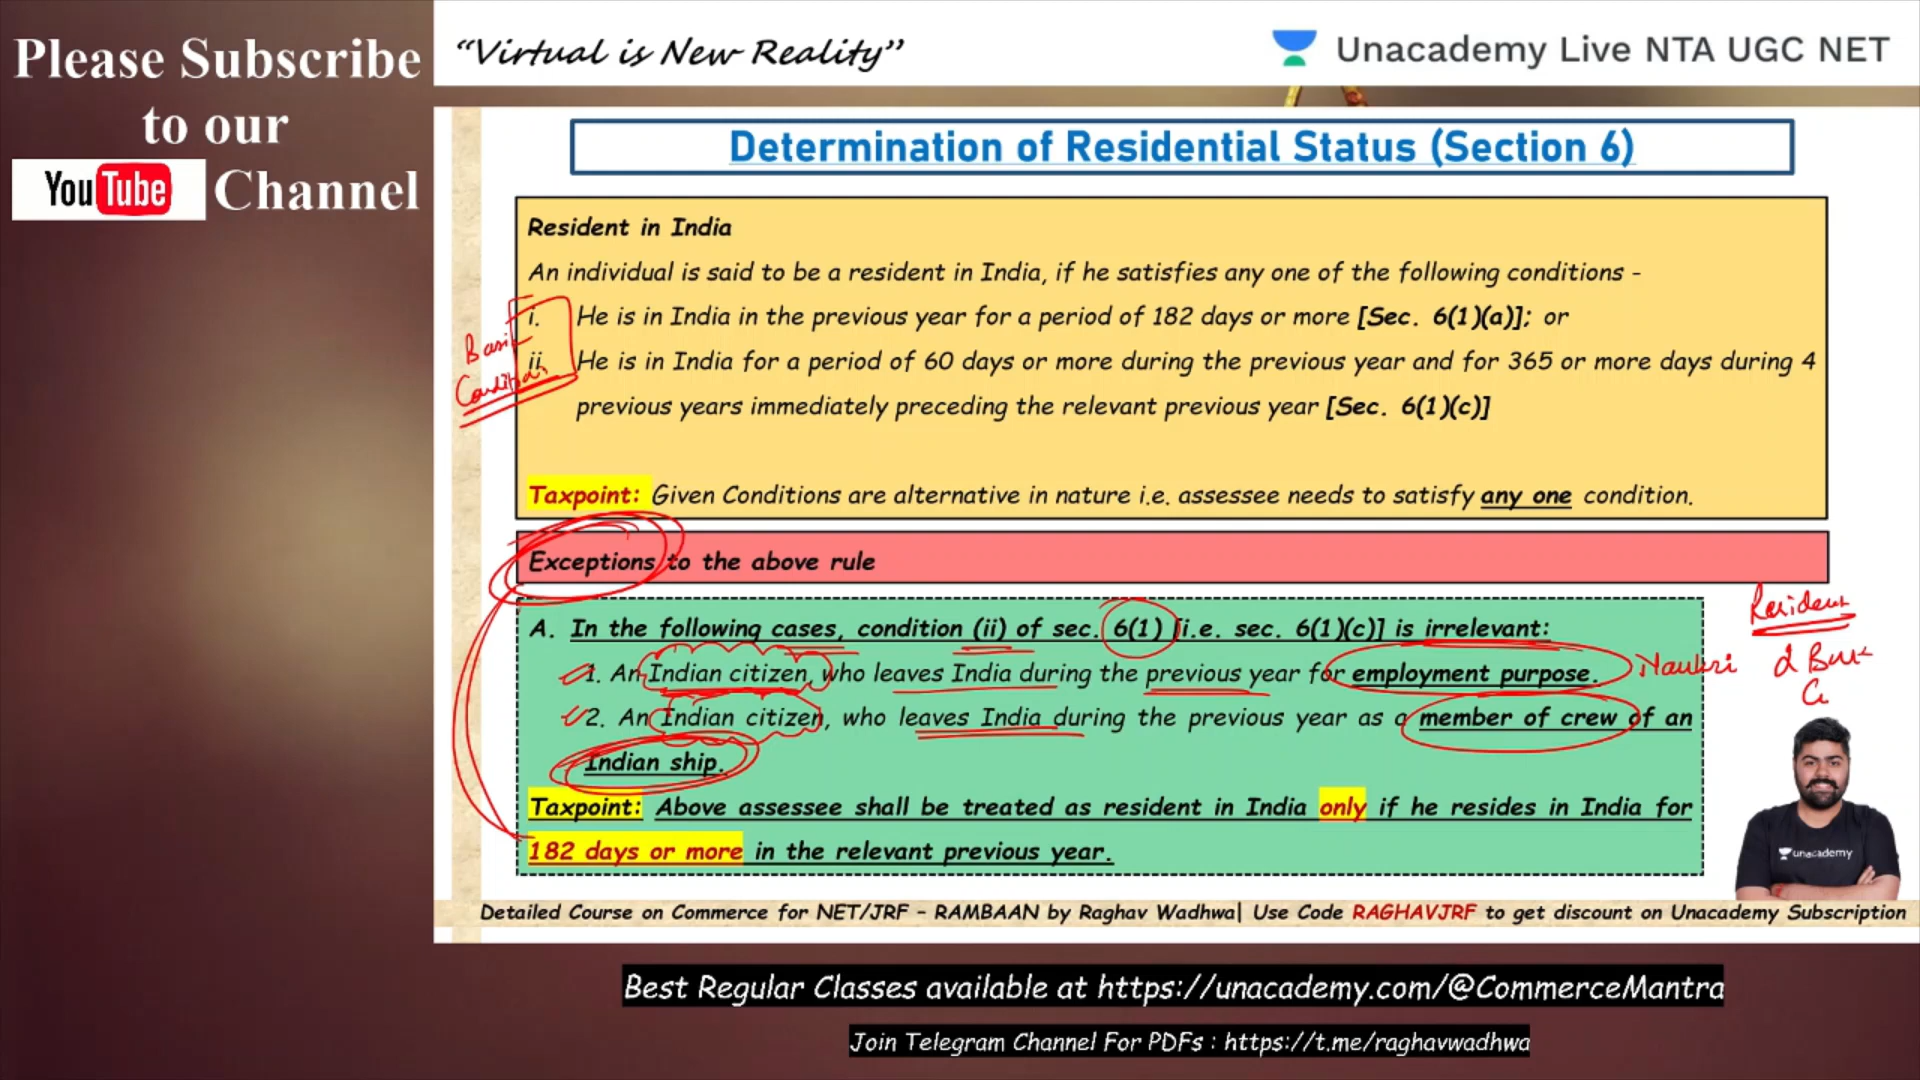 Please Subscribe
to our
YouTube Channel
“Virtual is New Reality”
Unacademy Live NTA UGC NET
Determination of Residential Status (Section 6)
Resident in India
An individual is said to be a resident in India, if he satisfies any one of the following conditions -
i. He is in India in the previous year for a period of 182 days or more [Sec. 6(1)(a)]; or
ii. He is in India for a period of 60 days or more during the previous year and for 365 or more days during 4
previous years immediately preceding the relevant previous year [Sec. 6(1)(c)]
Basic
Conditions
Taxpoint: Given Conditions are alternative in nature i.e. assessee needs to satisfy any one condition.
Exceptions to the above rule
A. In the following cases, condition (ii) of sec. 6(1) [i.e. sec. 6(1)(c)] is irrelevant:
1. An Indian citizen, who leaves India during the previous year for employment purpose.
2. An Indian citizen, who leaves India during the previous year as a member of crew of an
Indian ship.
Taxpoint: Above assessee shall be treated as resident in India only if he resides in India for
182 days or more in the relevant previous year.
Resident
Naukri
unacademy
Detailed Course on Commerce for NET/JRF – RAMBAAN by Raghav Wadhwa| Use Code RAGHAVJRF to get discount on Unacademy Subscription
Best Regular Classes available at https://unacademy.com/@CommerceMantra
Join Telegram Channel For PDFs : https://t.me/raghavwadhwa